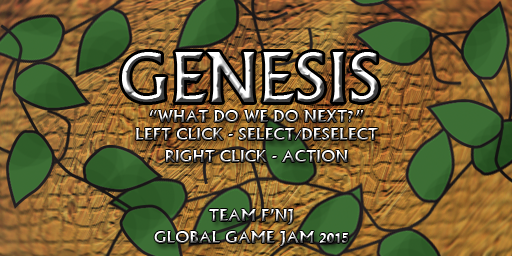 GENESIS
“WHAT DO WE DO NEXT?”
LEFT CLICK - SELECT/DESELECT
RIGHT CLICK - ACTION
TEAM F'NJ
GLOBAL GAME JAM 2015